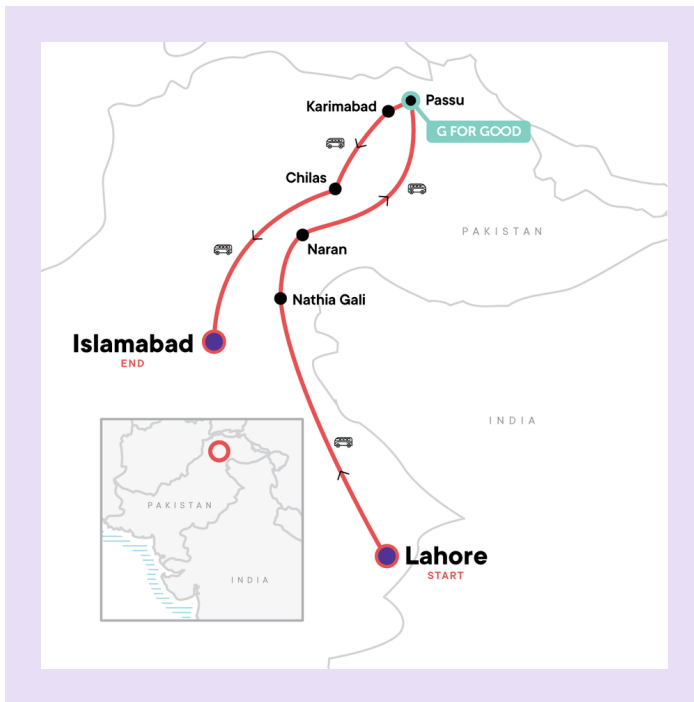 Karimabad
Passu
G FOR GOOD
Chilas
PAKISTAN
Naran
Nathia Gali
Islamabad
END
INDIA
PAKISTAN
INDIA
Lahore
START